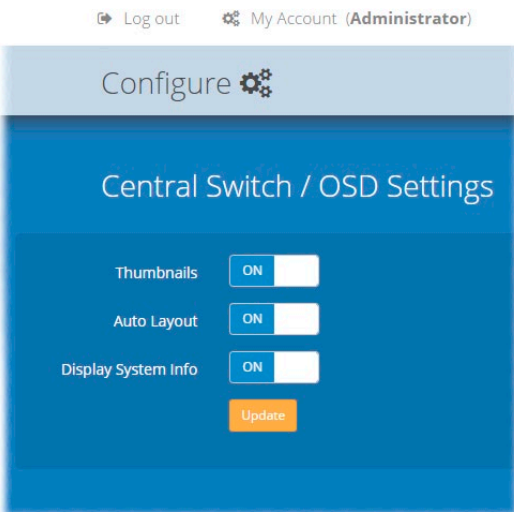 Log out My Account (Administrator)
Configure
Central Switch / OSD Settings
Thumbnails ON
Auto Layout ON
Display System Info ON
Update